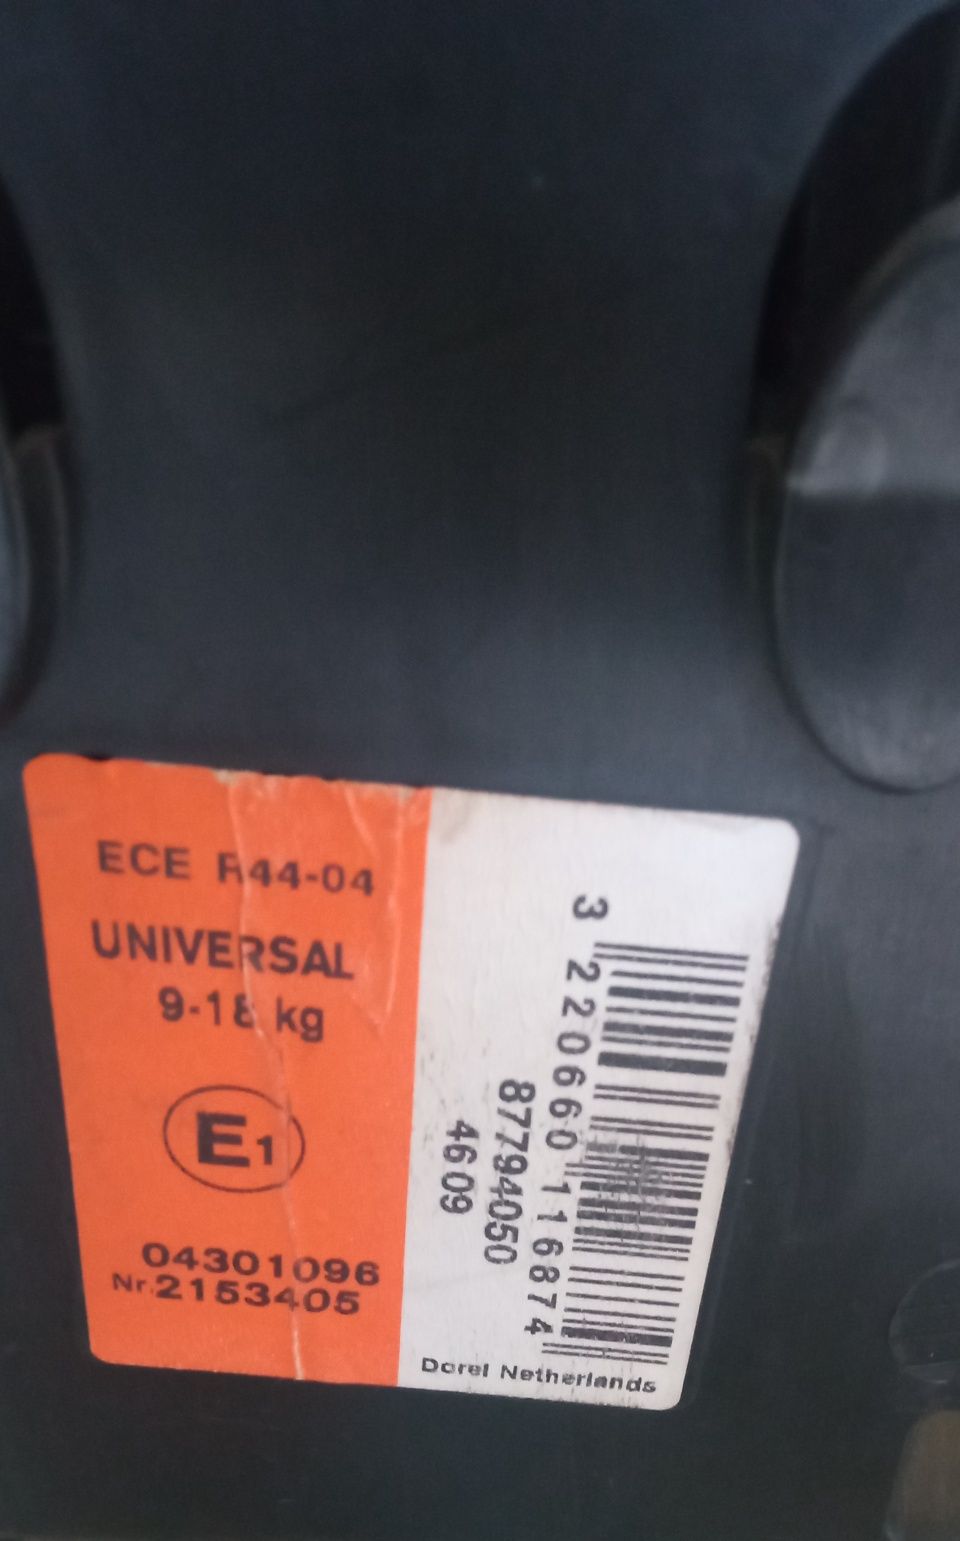 ECE R44-04
UNIVERSAL
9-18 kg
E1
04301096
Nr.2153405
3 220660 116874
87794050
4609
Dorel Netherlands